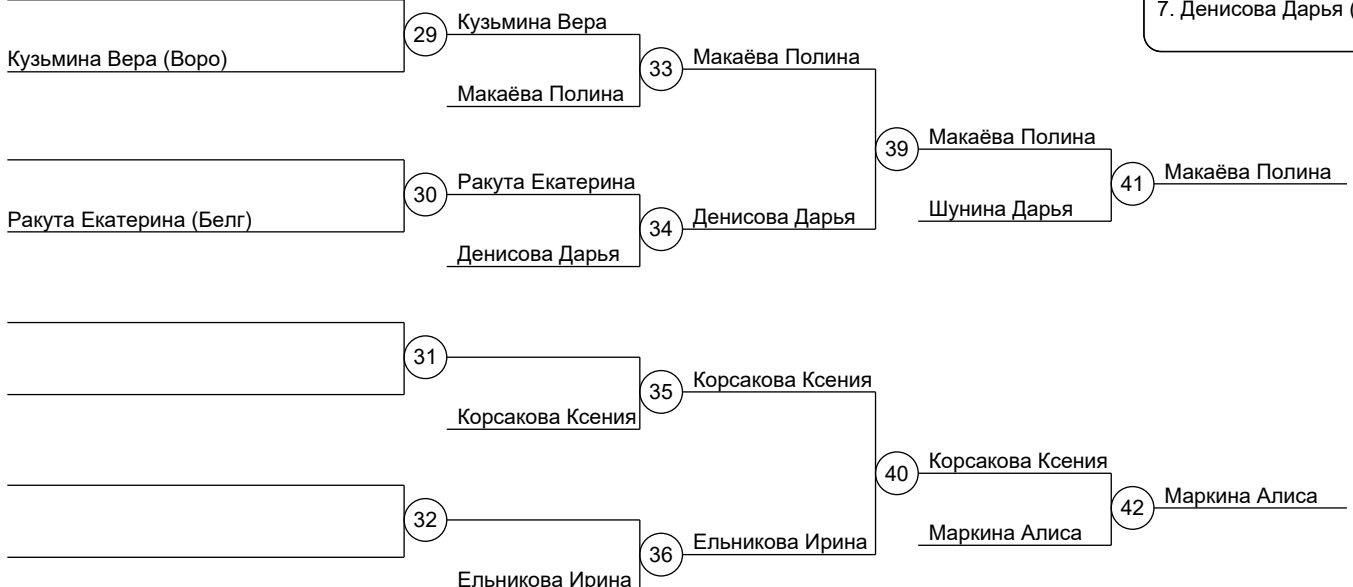 7. Денисова Дарья (
Кузьмина Вера
29
Кузьмина Вера (Воро)
Макаёва Полина
33
Макаёва Полина
Макаёва Полина
39
Макаёва Полина
41
Ракута Екатерина
30
Шунина Дарья
Ракута Екатерина (Белг)
Денисова Дарья
34
Денисова Дарья
31
Корсакова Ксения
35
Корсакова Ксения
Корсакова Ксения
40
Маркина Алиса
42
32
Маркина Алиса
Ельникова Ирина
36
Ельникова Ирина